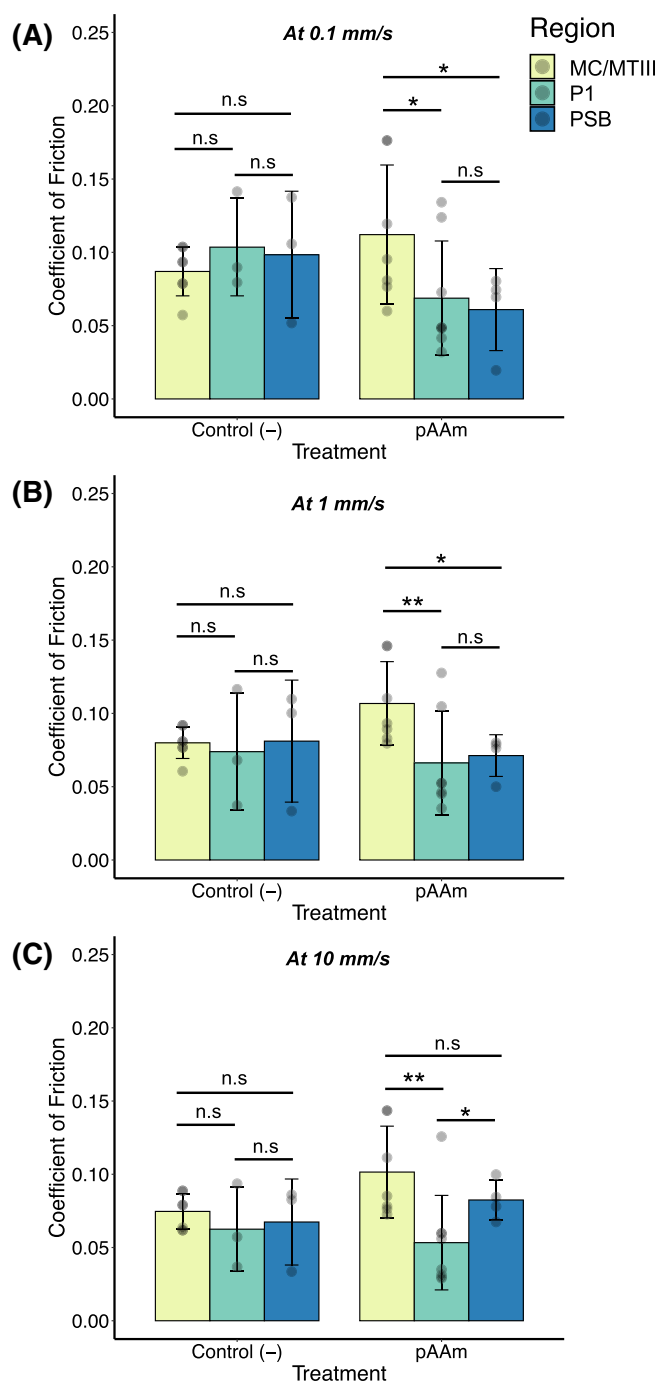 (A)
At 0.1 mm/s
Region
MC/MTIII
P1
PSB
Coefficient of Friction
0.25
0.20
0.15
0.10
0.05
0.00
n.s
n.s
n.s
*
*
n.s
Control (−)
pAAm
Treatment
(B)
At 1 mm/s
Coefficient of Friction
0.25
0.20
0.15
0.10
0.05
0.00
n.s
n.s
n.s
*
**
n.s
Control (−)
pAAm
Treatment
(C)
At 10 mm/s
Coefficient of Friction
0.25
0.20
0.15
0.10
0.05
0.00
n.s
n.s
n.s
n.s
**
*
Control (−)
pAAm
Treatment